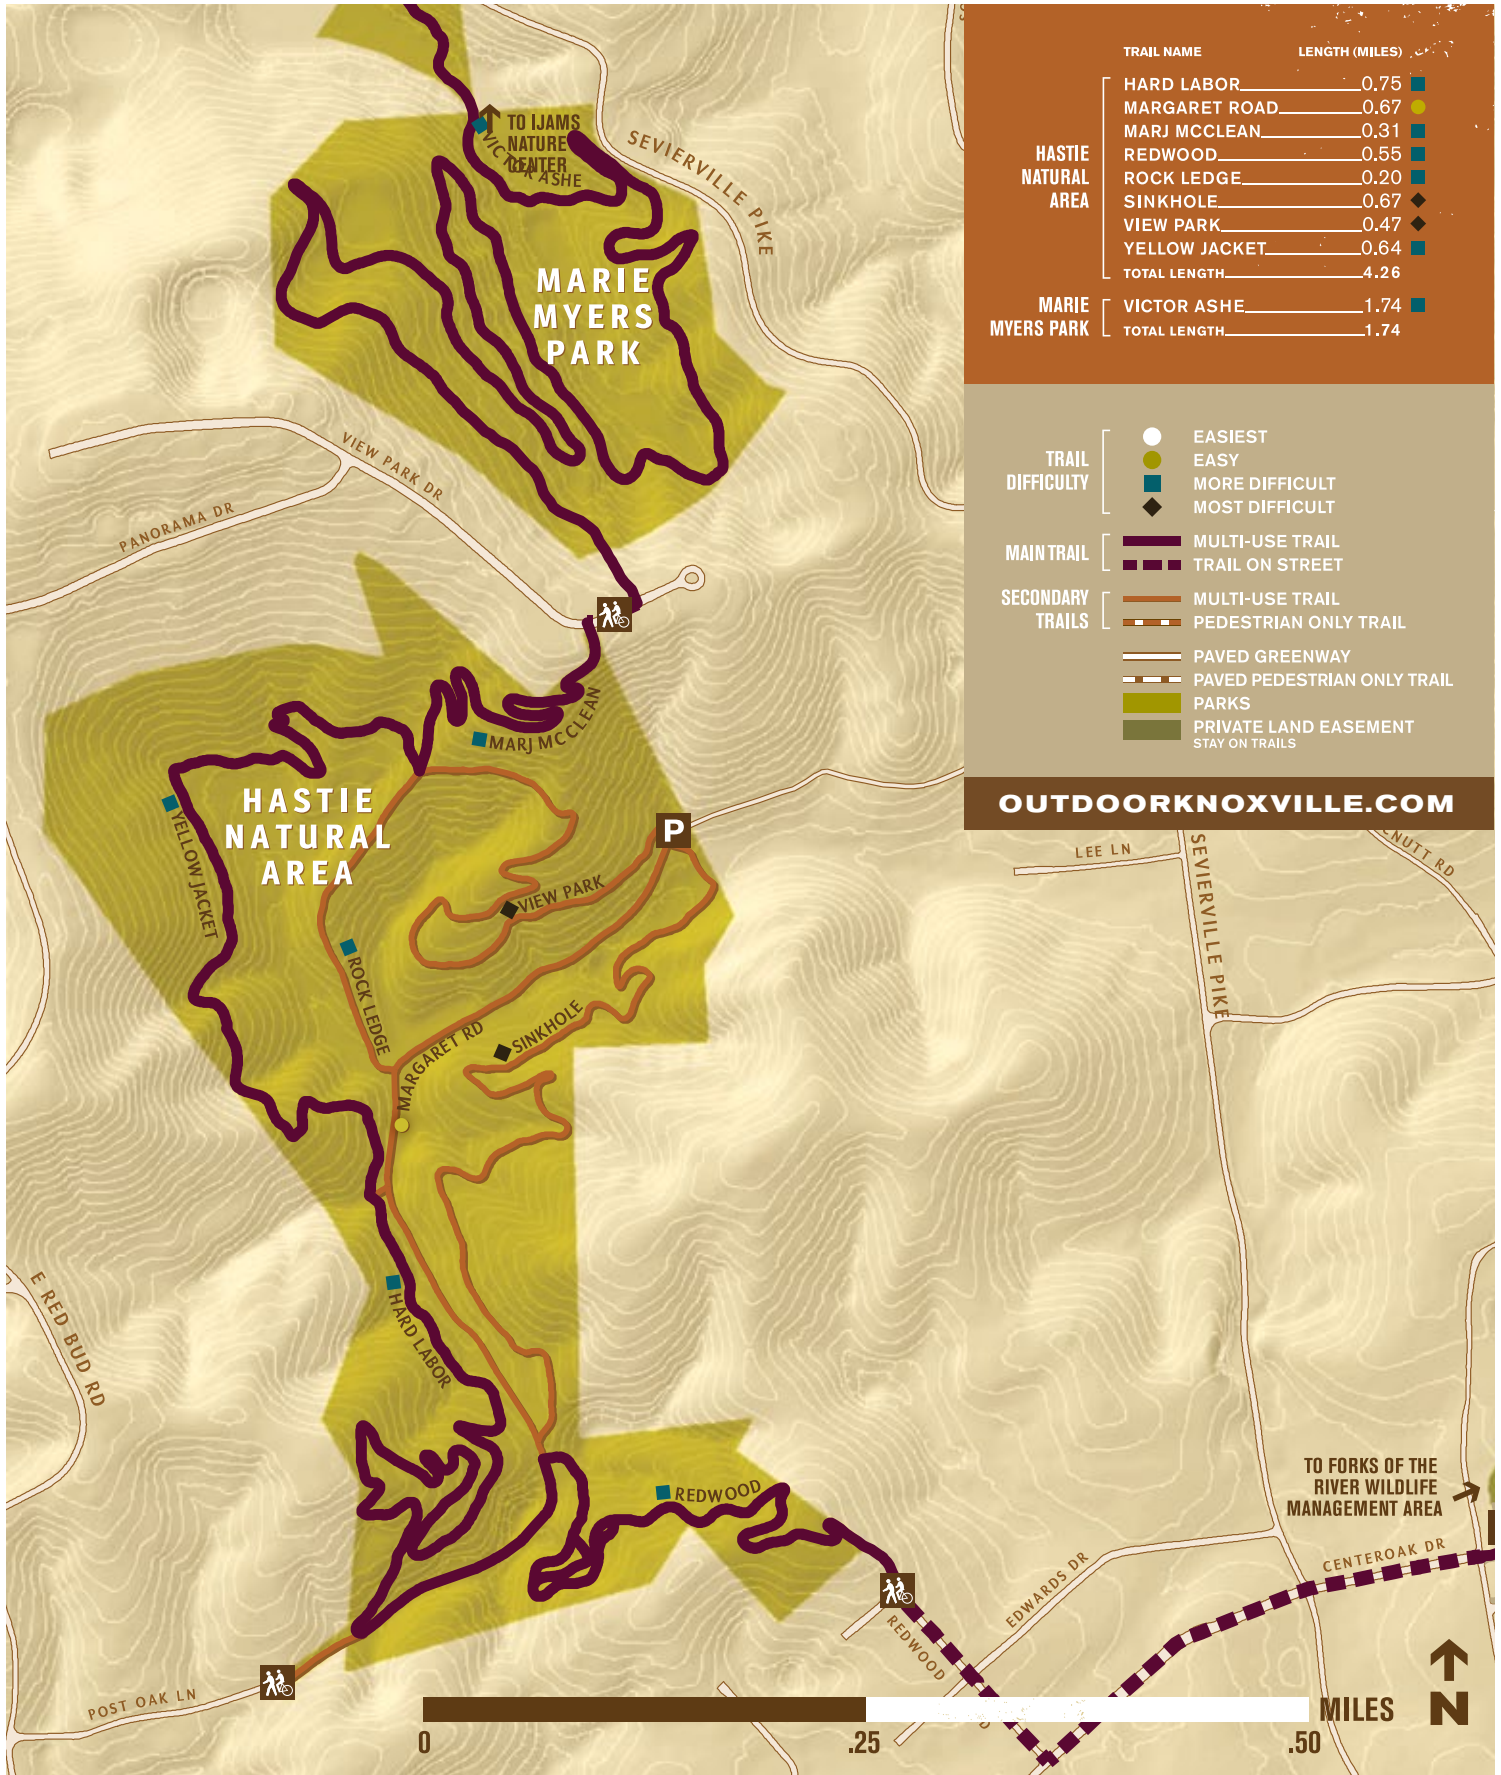 TO IJAMS
NATURE
CENTER
VICTOR ASHE
SEVIERVILLE PIKE
MARIE
MYERS
PARK
VIEW PARK DR
PANORAMA DR
MARJ MCCLEAN
HASTIE
NATURAL
AREA
YELLOW JACKET
P
VIEW PARK
ROCK LEDGE
MARGARET RD
SINKHOLE
HARD LABOR
E RED BUD RD
REDWOOD
POST OAK LN
REDWOOD
EDWARDS DR
CENTEROAK DR
TO FORKS OF THE
RIVER WILDLIFE
MANAGEMENT AREA
LEE LN
SEVIERVILLE PIKE
CNUTT RD
0 .25 .50 MILES
N
TRAIL NAME LENGTH (MILES)
HASTIE
NATURAL
AREA
HARD LABOR 0.75
MARGARET ROAD 0.67
MARJ MCCLEAN 0.31
REDWOOD 0.55
ROCK LEDGE 0.20
SINKHOLE 0.67
VIEW PARK 0.47
YELLOW JACKET 0.64
TOTAL LENGTH 4.26
MARIE
MYERS PARK
VICTOR ASHE 1.74
TOTAL LENGTH 1.74
TRAIL
DIFFICULTY
EASIEST
EASY
MORE DIFFICULT
MOST DIFFICULT
MAIN TRAIL
MULTI-USE TRAIL
TRAIL ON STREET
SECONDARY
TRAILS
MULTI-USE TRAIL
PEDESTRIAN ONLY TRAIL
PAVED GREENWAY
PAVED PEDESTRIAN ONLY TRAIL
PARKS
PRIVATE LAND EASEMENT
STAY ON TRAILS
OUTDOORKNOXVILLE.COM